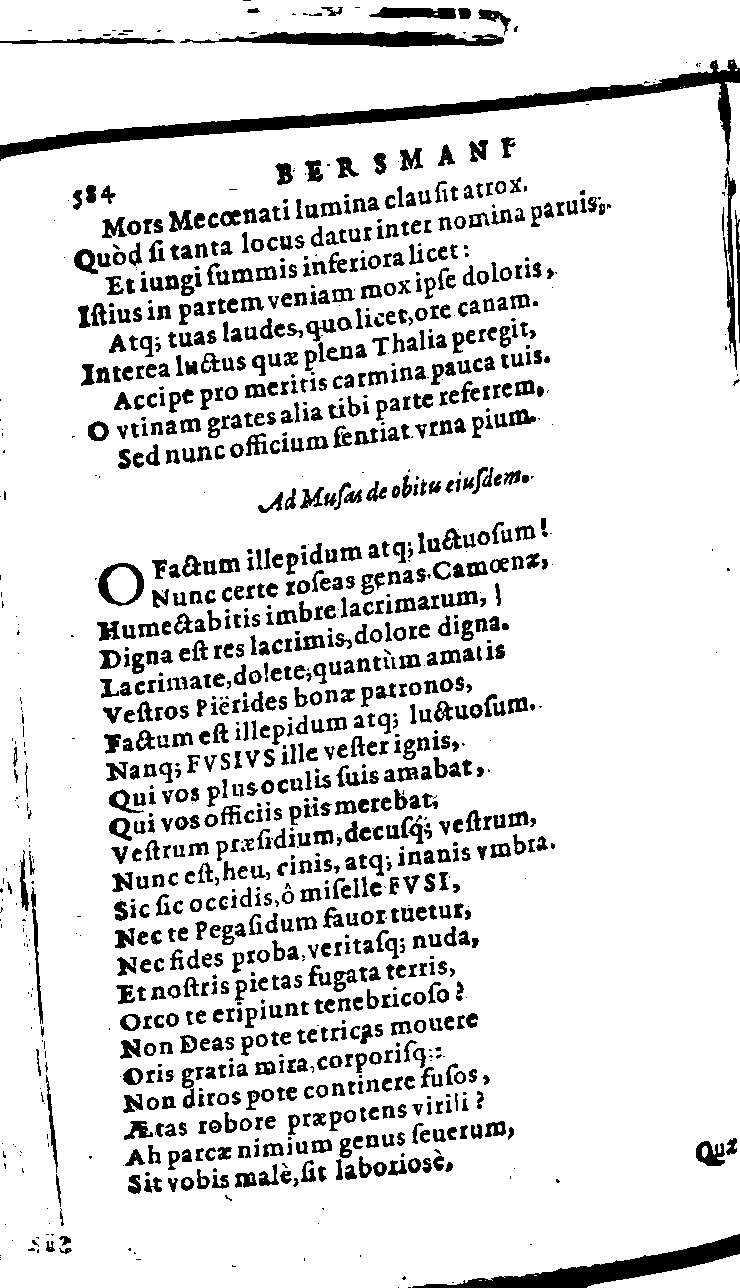 584 BERSMANI
Mors Mecœnati lumina clauſit atrox.
Quòd ſi tanta locus datur inter nomina paruis;
Et iungi ſummis inferiora licet:
Iſtius in partem veniam mox ipſe doloris,
Atq; tuas laudes, quo licet, ore canam.
Interea luctus quæ plena Thalia peregit,
Accipe pro meritis carmina pauca tuis.
O vtinam grates alia tibi parte referrem,
Sed nunc officium ſentiat vrna pium.
Ad Muſas de obitu eiuſdem.
O Factum illepidum atq; luctuoſum!
Nunc certe roſeas genas Camœnæ,
Humectabitis imbre lacrimarum,
Digna eſt res lacrimis, dolore digna.
Lacrimate, dolete, quantùm amatis
Veſtros Piërides bonæ patronos,
Factum eſt illepidum atq; luctuoſum.
Nanq; FVSIVS ille veſter ignis,
Qui vos plus oculis ſuis amabat,
Qui vos officiis piis merebat,
Veſtrum præſidium, decuſq́; veſtrum,
Nunc eſt, heu, cinis, atq; inanis vmbra.
Sic ſic occidis, ô miſelle FVSI,
Nec te Pegaſidum fauor tuetur,
Nec fides proba, veritaſq; nuda,
Et noſtris pietas fugata terris,
Orco te eripiunt tenebricoſo?
Non Deas pote tetricas mouere
Oris gratia mira, corporiſq;:
Non diros pote continere fuſos,
Ætas robore præpotens virili?
Ah parcæ nimium genus ſeuerum,
Sit vobis malè, ſit laborioſè,
Quæ